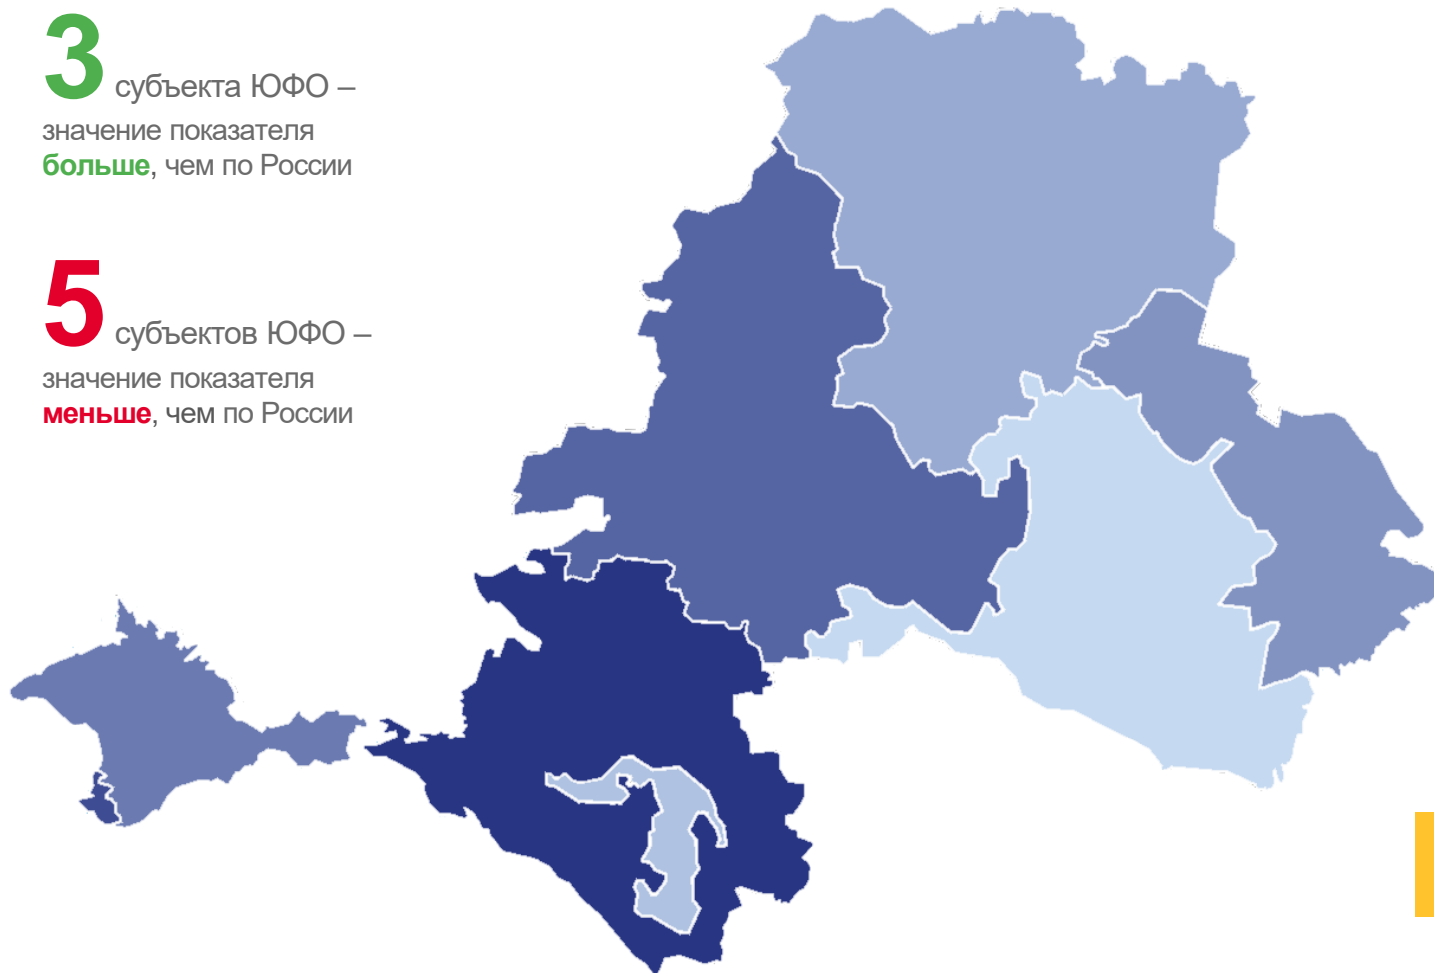 3 субъекта ЮФО –
значение показателя
больше, чем по России
5 субъектов ЮФО –
значение показателя
меньше, чем по России